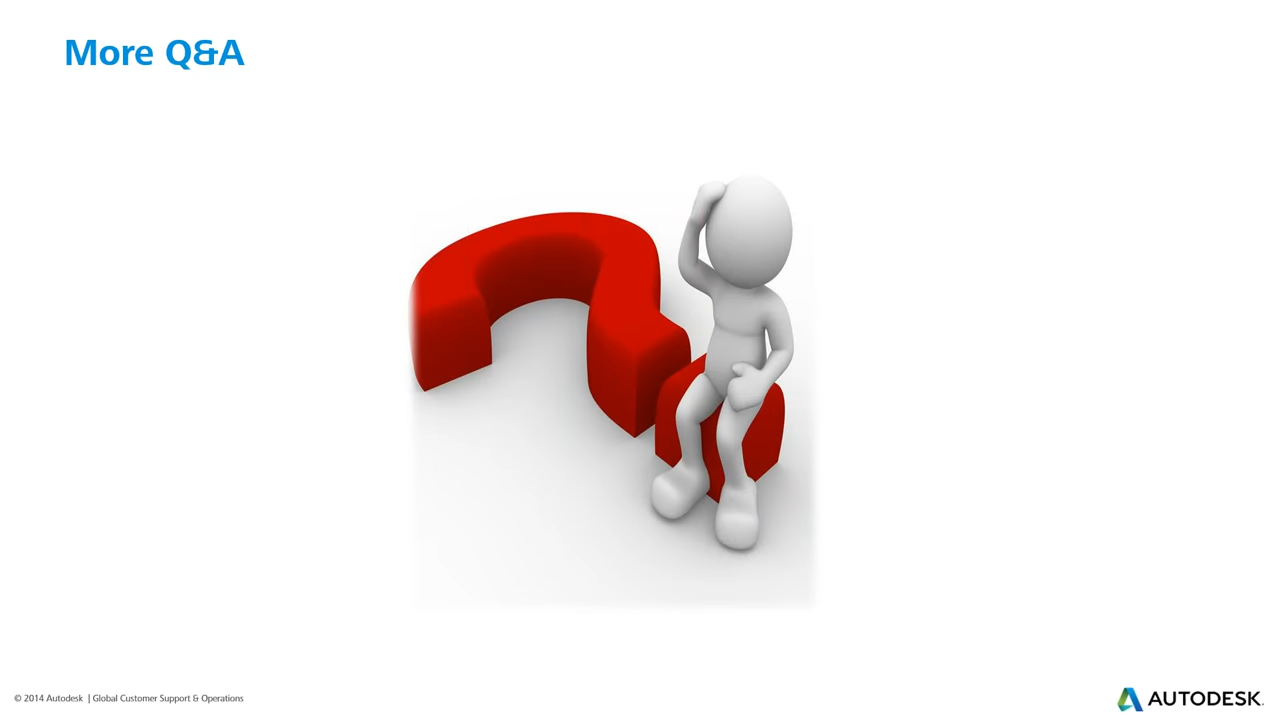 More Q&A
© 2014 Autodesk | Global Customer Support & Operations
AUTODESK.